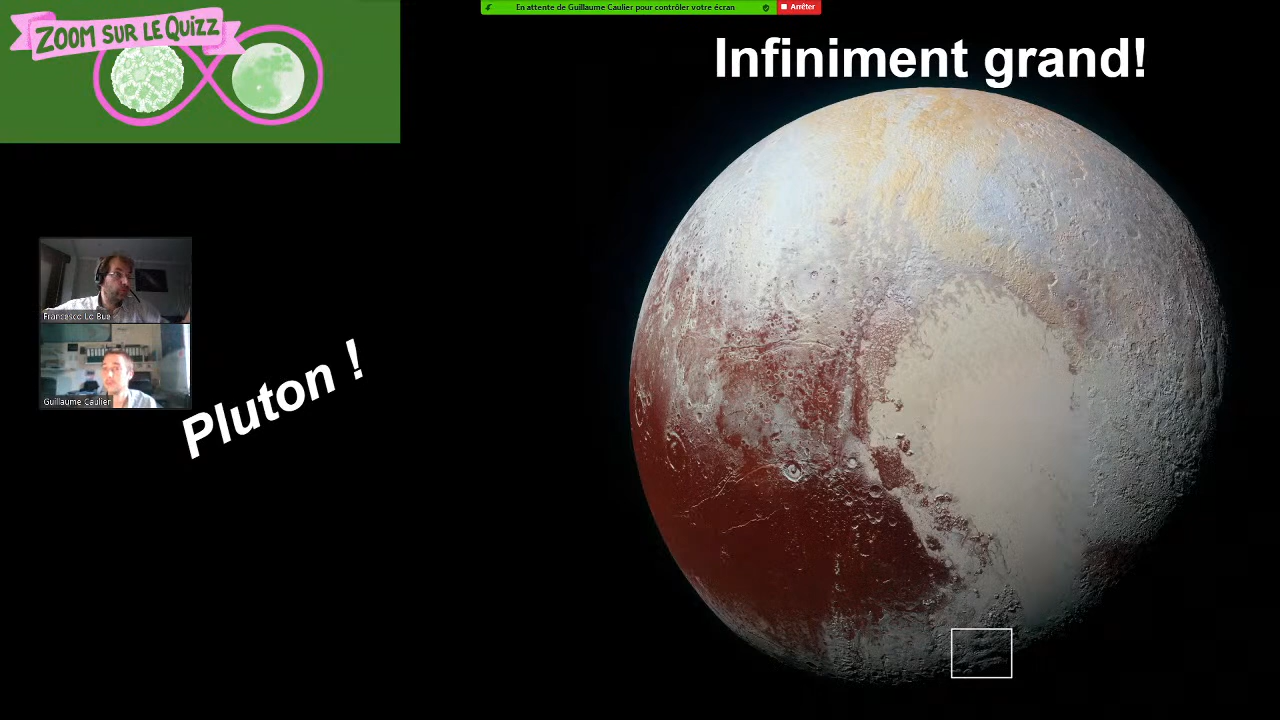 En attente de Guillaume Caulier pour contrôler votre écran
Arrêter
ZOOM SUR LE QUIZZ
Infiniment grand!
Francesco Lo Bue
Guillaume Caulier
Pluton !